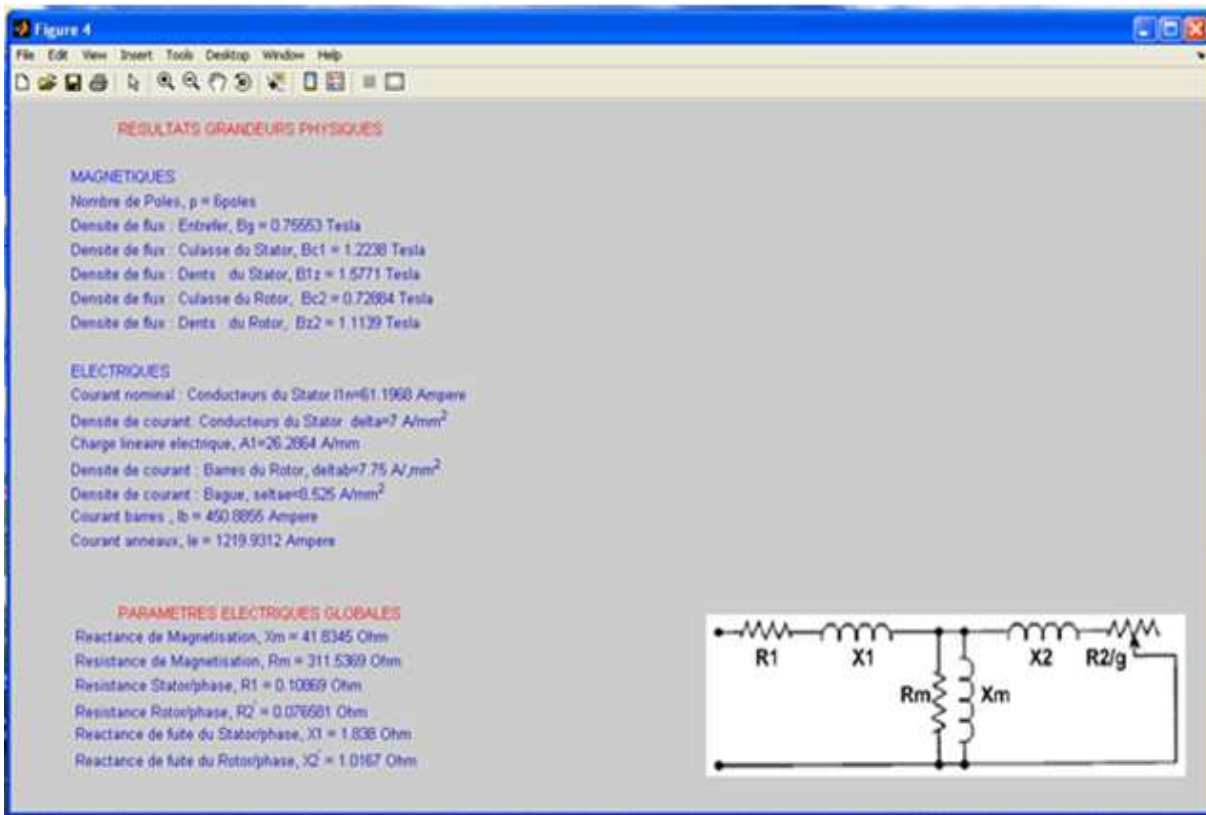 Figure 4
File Edit View Insert Tools Desktop Window Help
RESULTATS GRANDEURS PHYSIQUES
MAGNETIQUES
Nombre de Poles, p = 6poles
Densite de flux : Entrefer, Bg = 0.75553 Tesla
Densite de flux : Culasse du Stator, Bc1 = 1.2238 Tesla
Densite de flux : Dents du Stator, B1z = 1.5771 Tesla
Densite de flux : Culasse du Rotor, Bc2 = 0.72884 Tesla
Densite de flux : Dents du Rotor, Bz2 = 1.1139 Tesla
ELECTRIQUES
Courant nominal : Conducteurs du Stator I1n=61.1968 Ampere
Densite de courant: Conducteurs du Stator delta=7 A/mm²
Charge lineaire electrique, A1=26.2864 A/mm
Densite de courant : Barres du Rotor, deltab=7.75 A/,mm²
Densite de courant : Bague, seltae=8.525 A/mm²
Courant barres , Ib = 450.8855 Ampere
Courant anneaux, Ie = 1219.9312 Ampere
PARAMETRES ELECTRIQUES GLOBALES
Reactance de Magnetisation, Xm = 41.8345 Ohm
Resistance de Magnetisation, Rm = 311.5369 Ohm
Resistance Stator/phase, R1 = 0.10869 Ohm
Resistance Rotor/phase, R2' = 0.076581 Ohm
Reactance de fuite du Stator/phase, X1 = 1.838 Ohm
Reactance de fuite du Rotor/phase, X2' = 1.0167 Ohm
R1 X1 X2 R2/g
Rm Xm